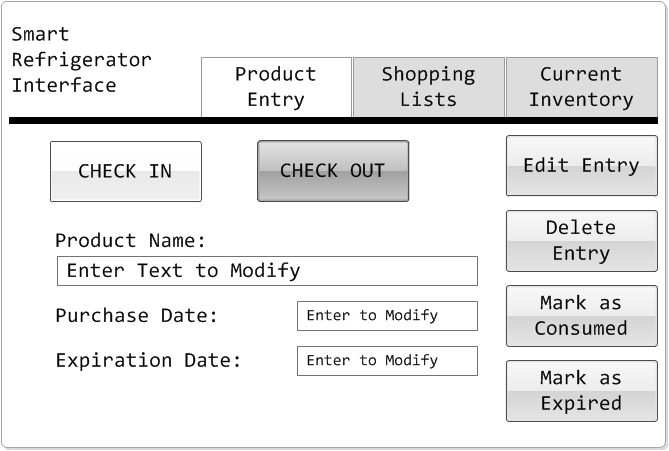 Smart
Refrigerator
Interface
Product
Entry
Shopping
Lists
Current
Inventory
CHECK IN
CHECK OUT
Edit Entry
Delete
Entry
Product Name:
Enter Text to Modify
Purchase Date:
Enter to Modify
Mark as
Consumed
Expiration Date:
Enter to Modify
Mark as
Expired